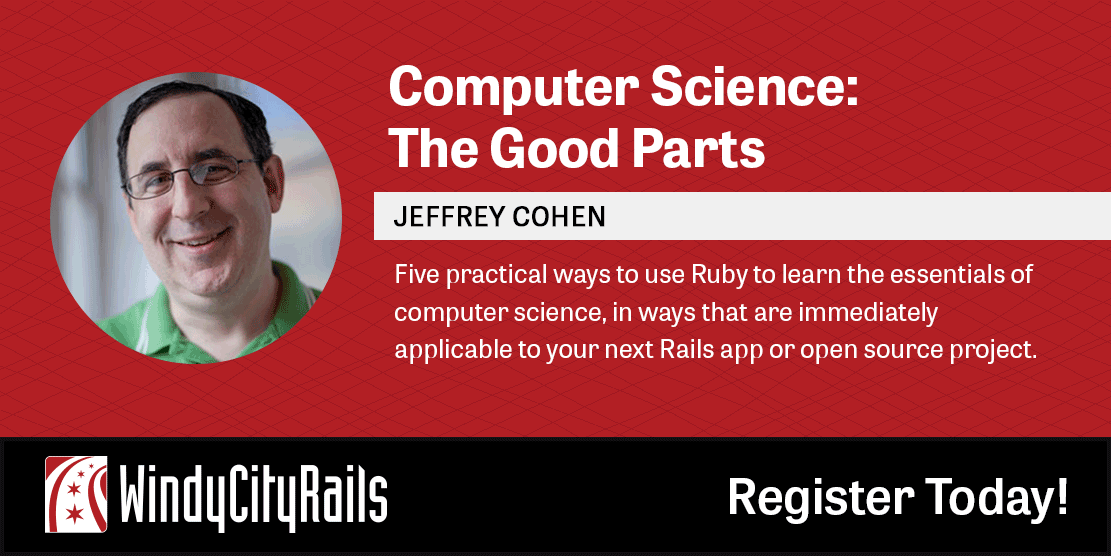 Computer Science:
The Good Parts
JEFFREY COHEN
Five practical ways to use Ruby to learn the essentials of
computer science, in ways that are immediately
applicable to your next Rails app or open source project.
WindyCityRails
Register Today!